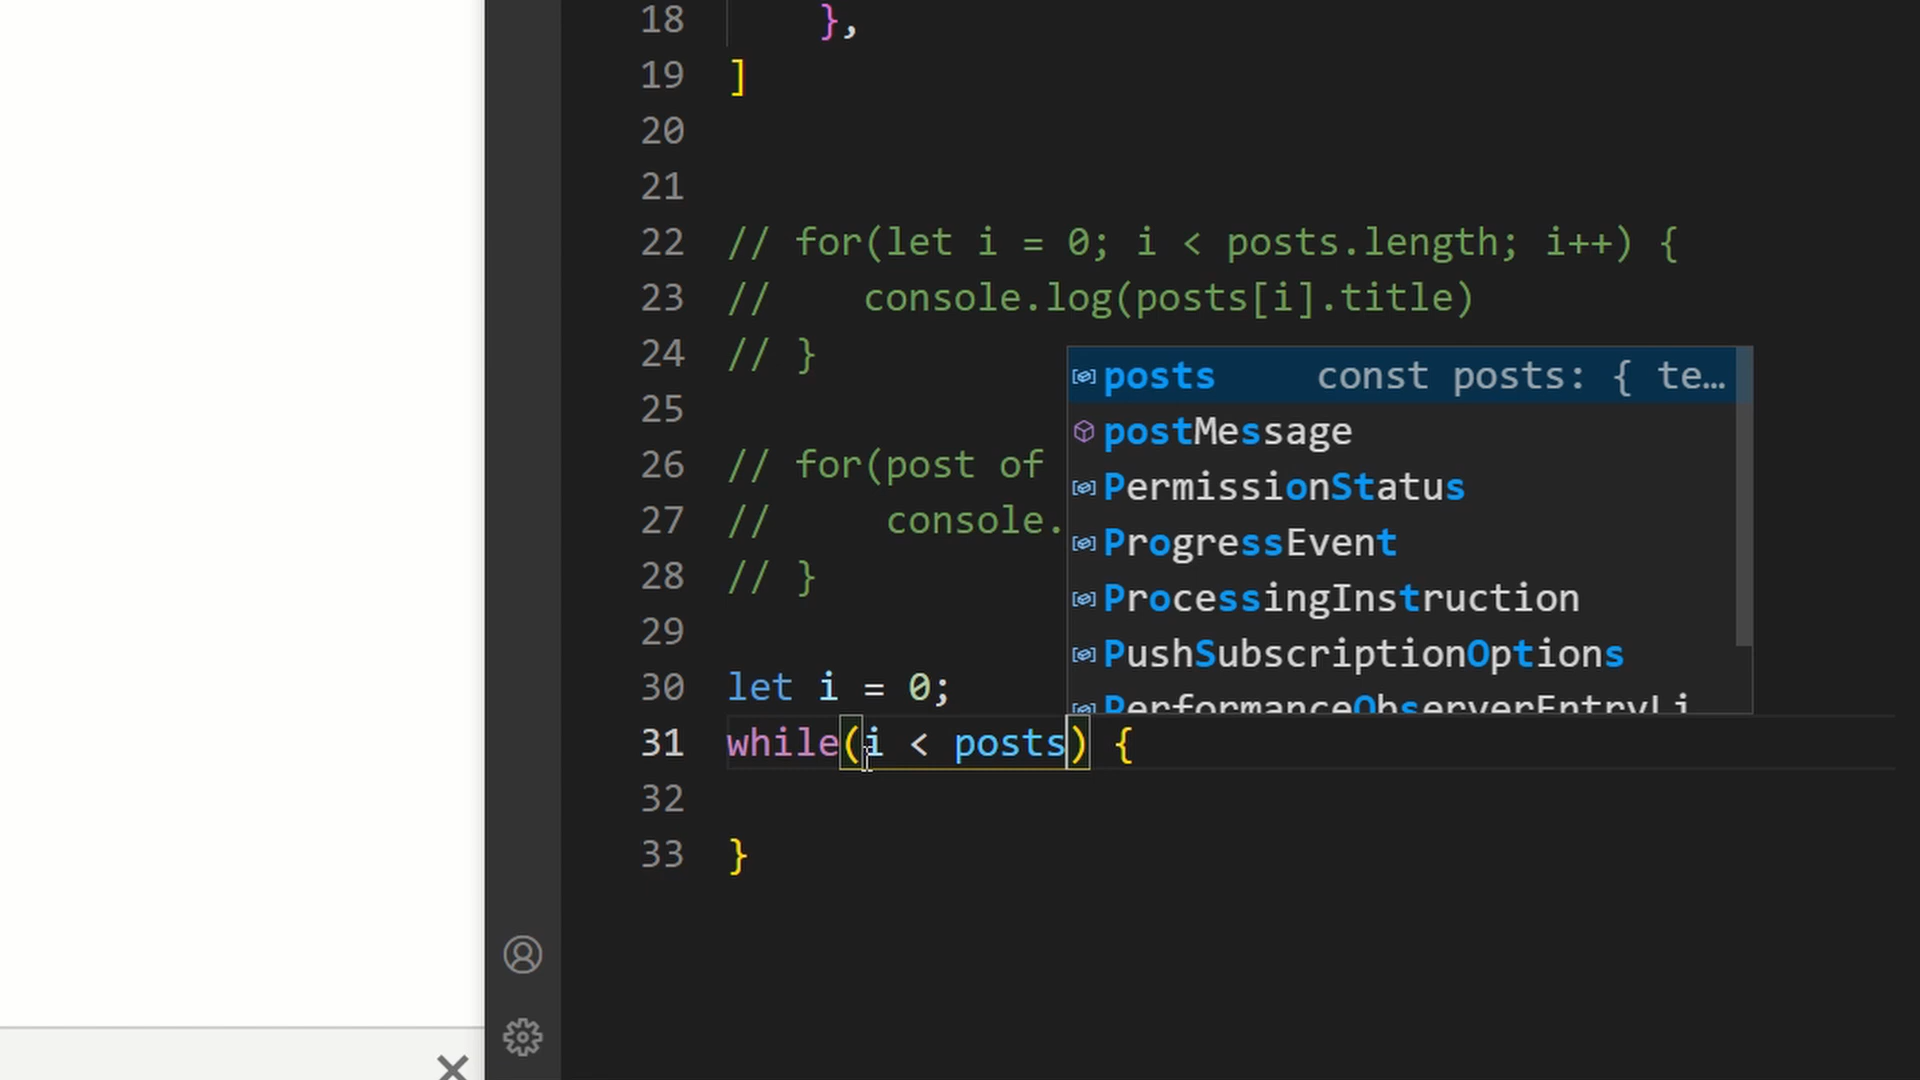 18 },
19 ]
20
21
22 // for(let i = 0; i < posts.length; i++) {
23 //    console.log(posts[i].title)
24 // }
posts const posts: { te…
25
postMessage
26 // for(post of
PermissionStatus
27 //     console.
ProgressEvent
28 // }
ProcessingInstruction
29
PushSubscriptionOptions
30 let i = 0;
PerformanceObserverEntryLi
31 while(i < posts) {
32
33 }